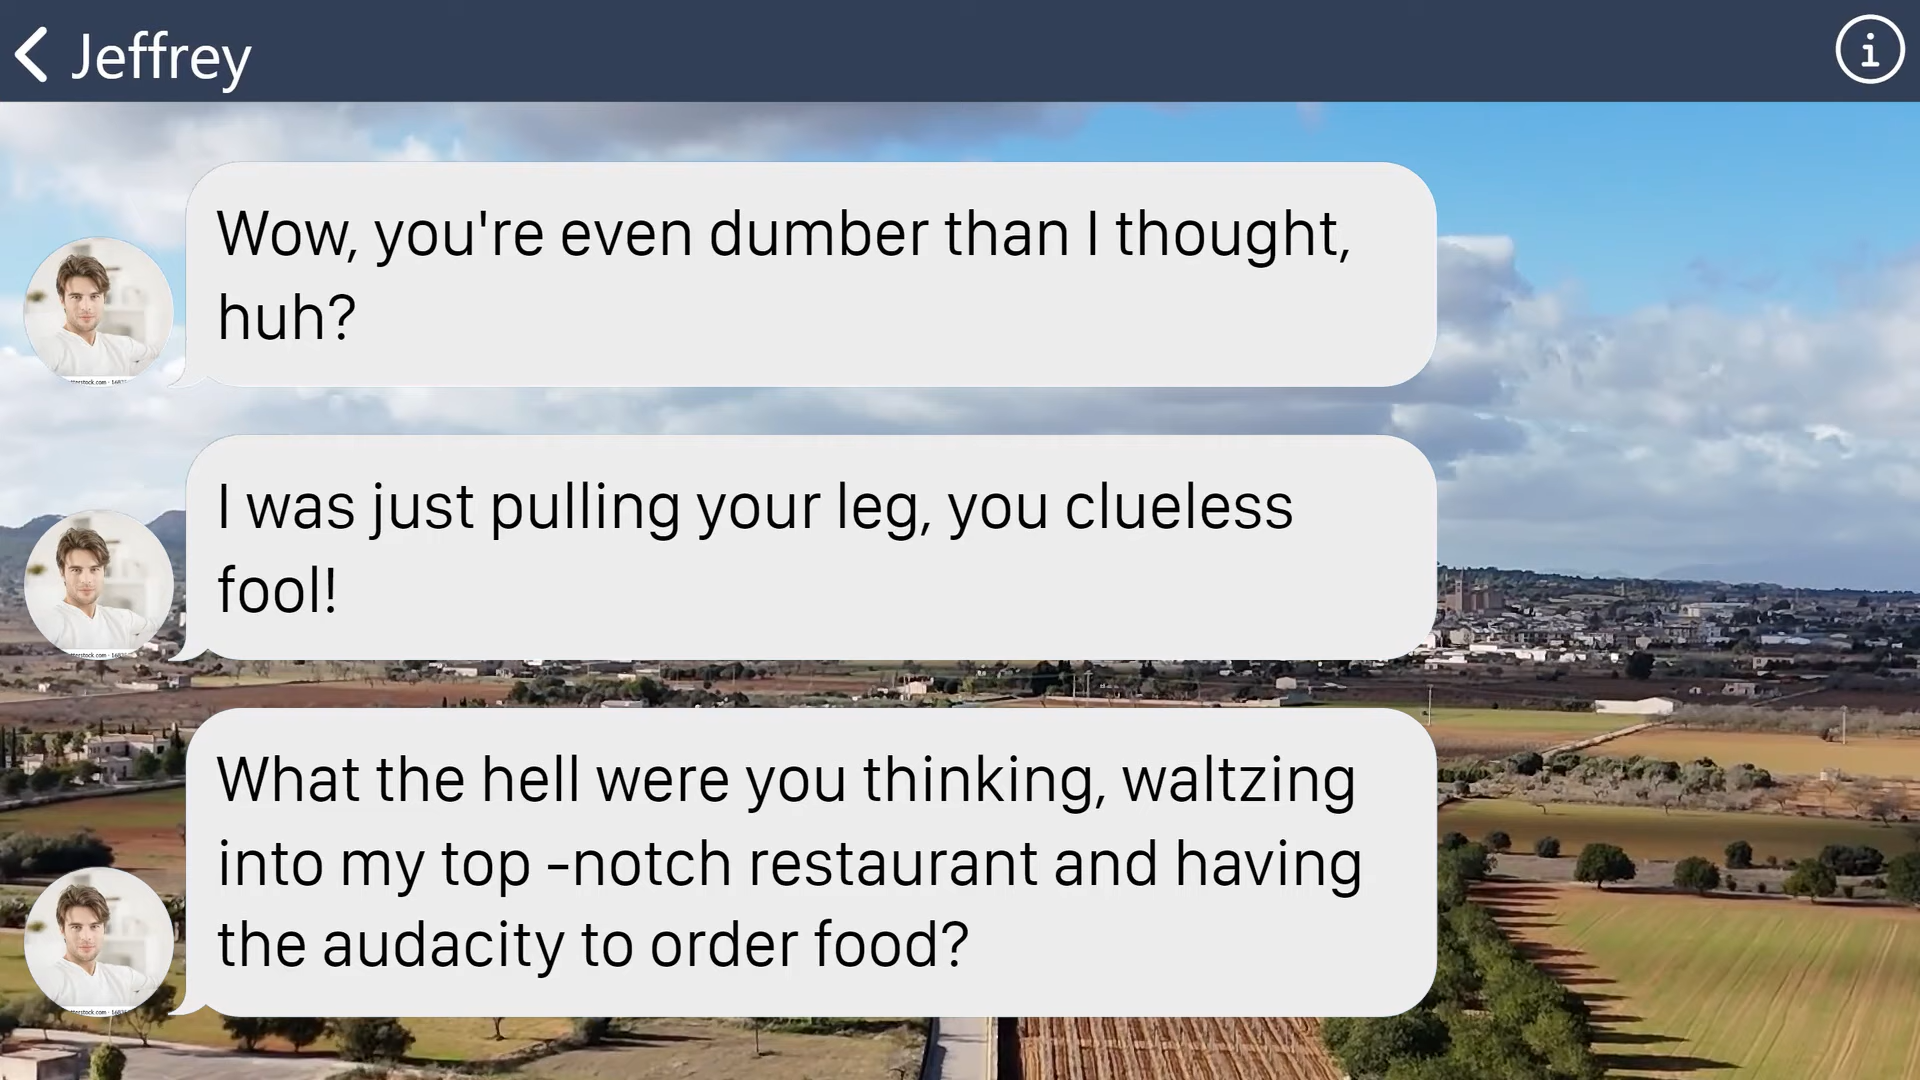 Jeffrey
Wow, you're even dumber than I thought,
huh?
I was just pulling your leg, you clueless
fool!
What the hell were you thinking, waltzing
into my top -notch restaurant and having
the audacity to order food?